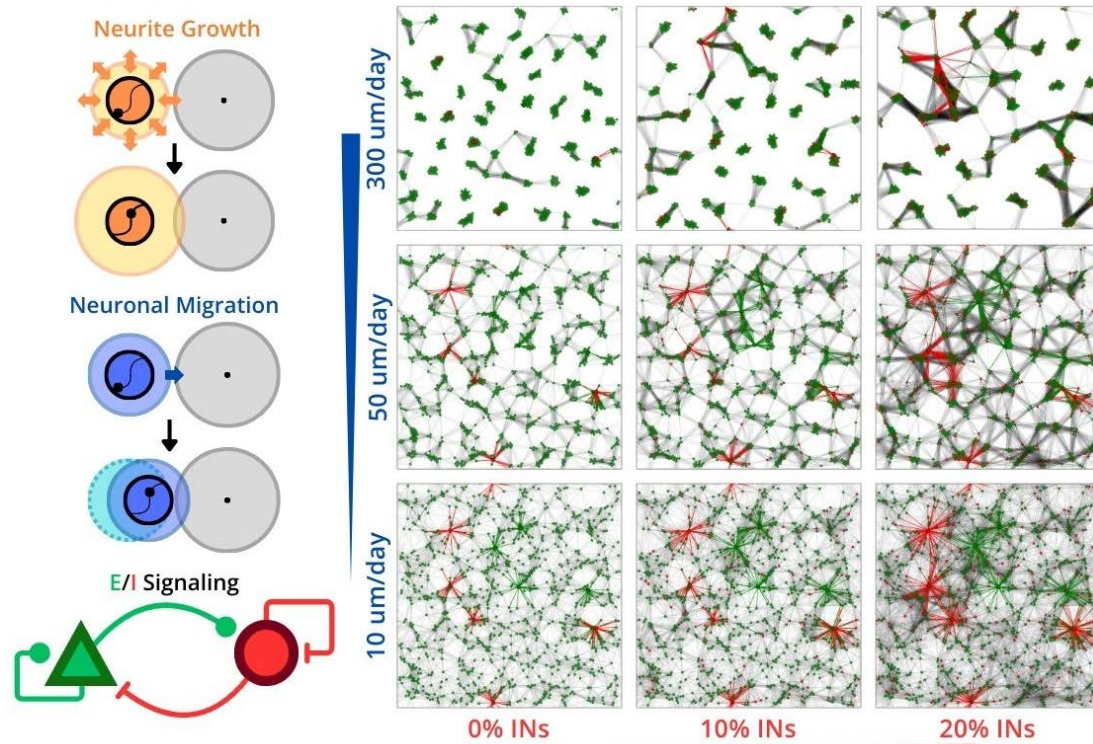 Neurite Growth
Neuronal Migration
E/I Signaling
300 um/day
50 um/day
10 um/day
0% INs
10% INs
20% INs